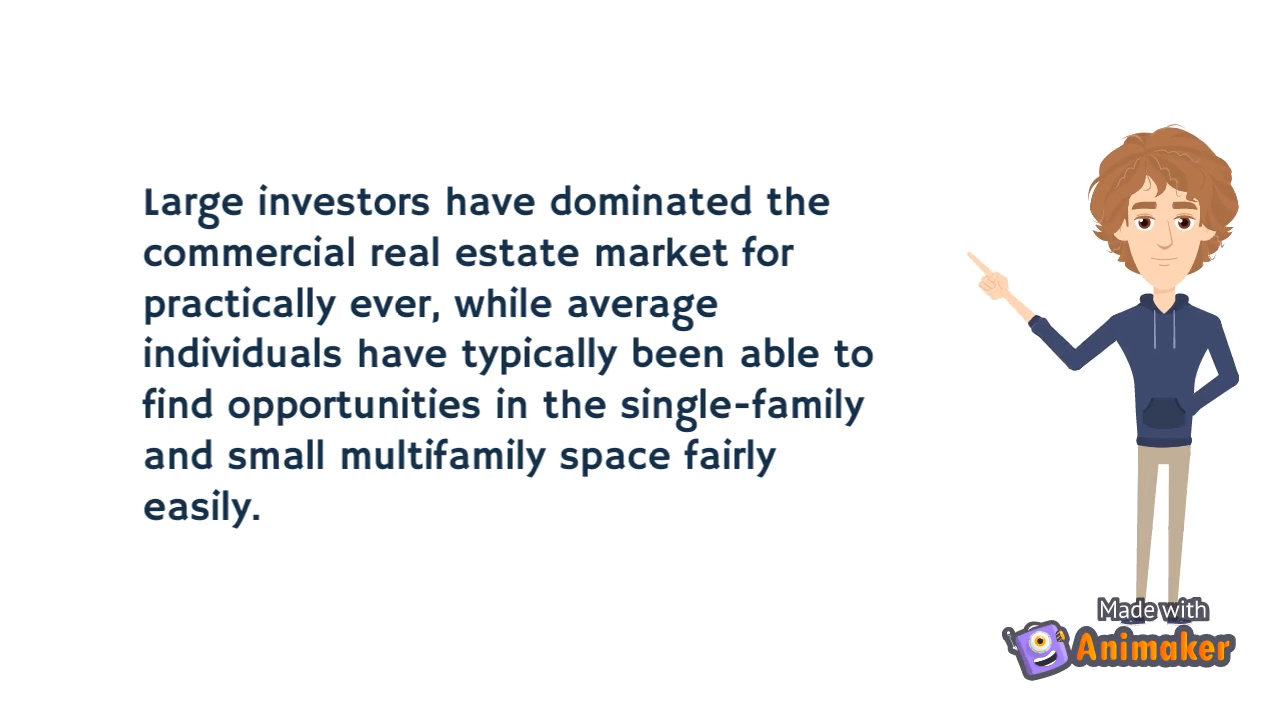 Large investors have dominated the
commercial real estate market for
practically ever, while average
individuals have typically been able to
find opportunities in the single-family
and small multifamily space fairly
easily.
Made with
Animaker